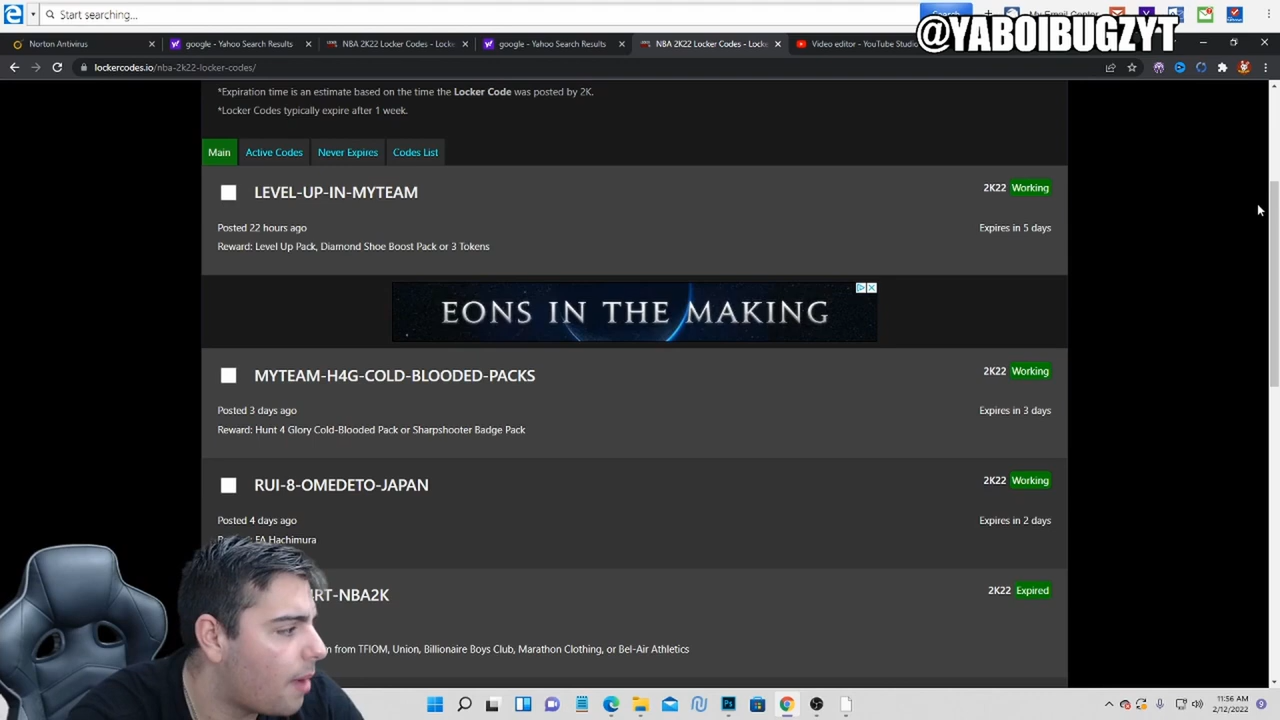 Start searching...
Search
My Email Center
@YABOIBUGZYT
Norton Antivirus
google - Yahoo Search Results
NBA 2K22 Locker Codes - Locke
google - Yahoo Search Results
NBA 2K22 Locker Codes - Locke
Video editor - YouTube Studio
lockercodes.io/nba-2k22-locker-codes/
*Expiration time is an estimate based on the time the Locker Code was posted by 2K.
*Locker Codes typically expire after 1 week.
Main
Active Codes
Never Expires
Codes List
LEVEL-UP-IN-MYTEAM
2K22 Working
Posted 22 hours ago
Expires in 5 days
Reward: Level Up Pack, Diamond Shoe Boost Pack or 3 Tokens
EONS IN THE MAKING
MYTEAM-H4G-COLD-BLOODED-PACKS
2K22 Working
Posted 3 days ago
Expires in 3 days
Reward: Hunt 4 Glory Cold-Blooded Pack or Sharpshooter Badge Pack
RUI-8-OMEDETO-JAPAN
2K22 Working
Posted 4 days ago
Expires in 2 days
EA Hachimura
RT-NBA2K
2K22 Expired
from TFIOM, Union, Billionaire Boys Club, Marathon Clothing, or Bel-Air Athletics
11:56 AM
2/12/2022